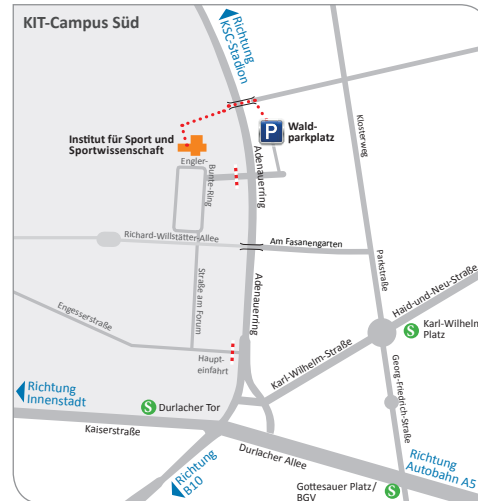 KIT-Campus Süd
Richtung
KSC-Stadion
P
Wald-
parkplatz
Klosterweg
Institut für Sport und
Sportwissenschaft
Engler-
Bunte-Ring
Adenauerring
Richard-Willstätter-Allee
Am Fasanengarten
Parkstraße
Straße am Forum
Adenauerring
Haid-und-Neu-Straße
Engesserstraße
S Karl-Wilhelm
Platz
Karl-Wilhelm-Straße
Haupt-
einfahrt
Georg-Friedrich-Straße
Richtung
Innenstadt
S Durlacher Tor
Kaiserstraße
Durlacher Allee
Richtung
B10
Richtung
Autobahn A5
Gottesauer Platz/
BGV
S